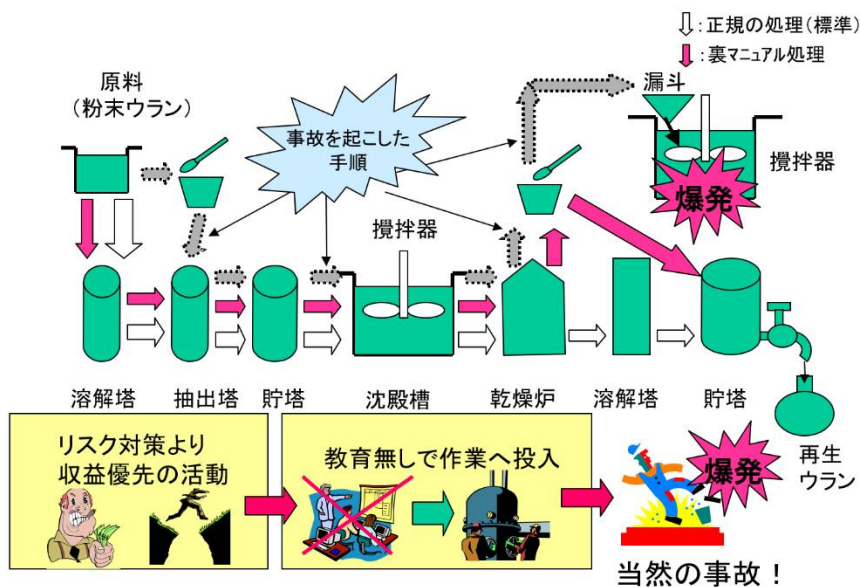 :正規の処理(標準)
:裏マニュアル処理
原料
(粉末ウラン)
事故を起こした
手順
漏斗
攪拌器
爆発
攪拌器
溶解塔
抽出塔
貯塔
沈殿槽
乾燥炉
溶解塔
貯塔
再生
ウラン
リスク対策より
収益優先の活動
教育無しで作業へ投入
爆発
当然の事故!